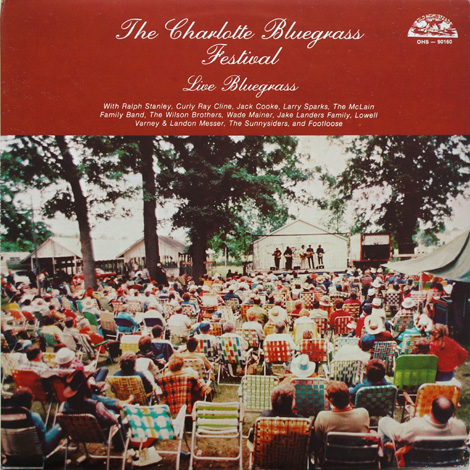 The Charlotte Bluegrass
Festival
Live Bluegrass
With Ralph Stanley, Curly Ray Cline, Jack Cooke, Larry Sparks, The McLain
Family Band, The Wilson Brothers, Wade Mainer, Jake Landers Family, Lowell
Varney & Landon Messer, The Sunnysiders, and Footloose
OLD HOMESTEAD
OHS — 90160